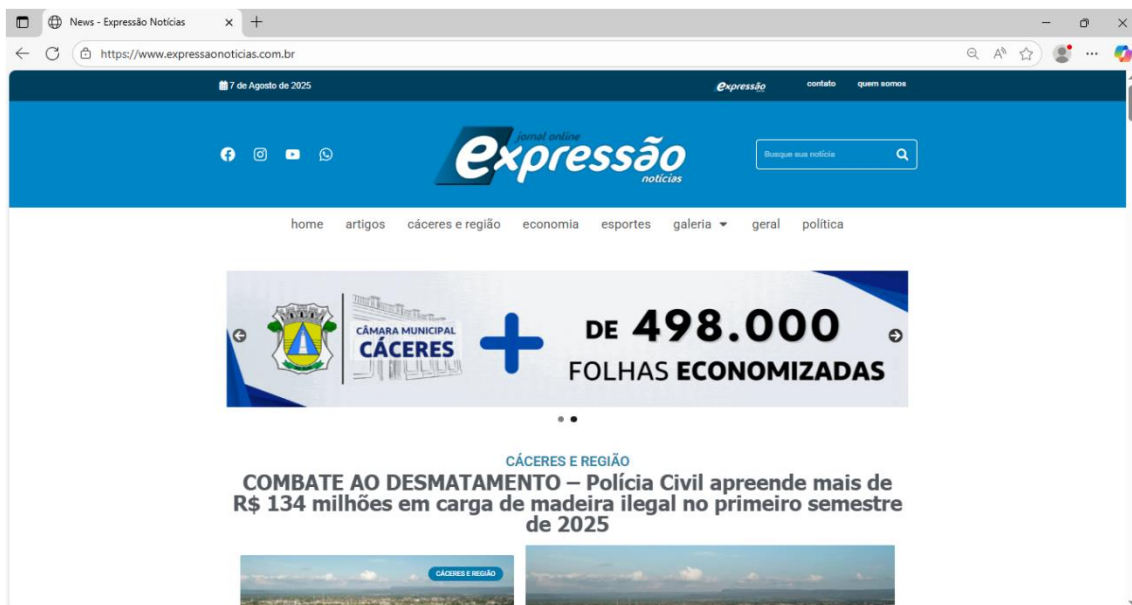 News - Expressão Notícias
https://www.expressaonoticias.com.br
7 de Agosto de 2025
expressão
contato
quem somos
jornal online
expressão
notícias
Busque sua notícia
home artigos cáceres e região economia esportes galeria geral política
CÂMARA MUNICIPAL
CÁCERES
DE 498.000
FOLHAS ECONOMIZADAS
CÁCERES E REGIÃO
COMBATE AO DESMATAMENTO – Polícia Civil apreende mais de
R$ 134 milhões em carga de madeira ilegal no primeiro semestre
de 2025
CÁCERES E REGIÃO